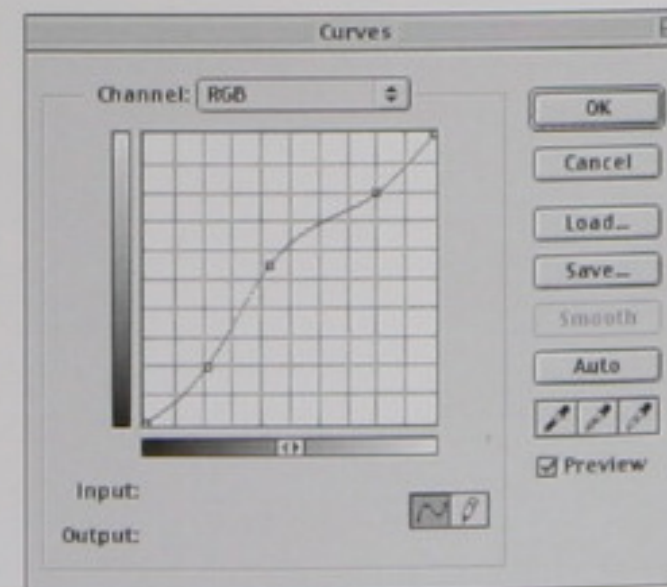 Curves
Channel: RGB
OK
Cancel
Load...
Save...
Smooth
Auto
Preview
Input:
Output: